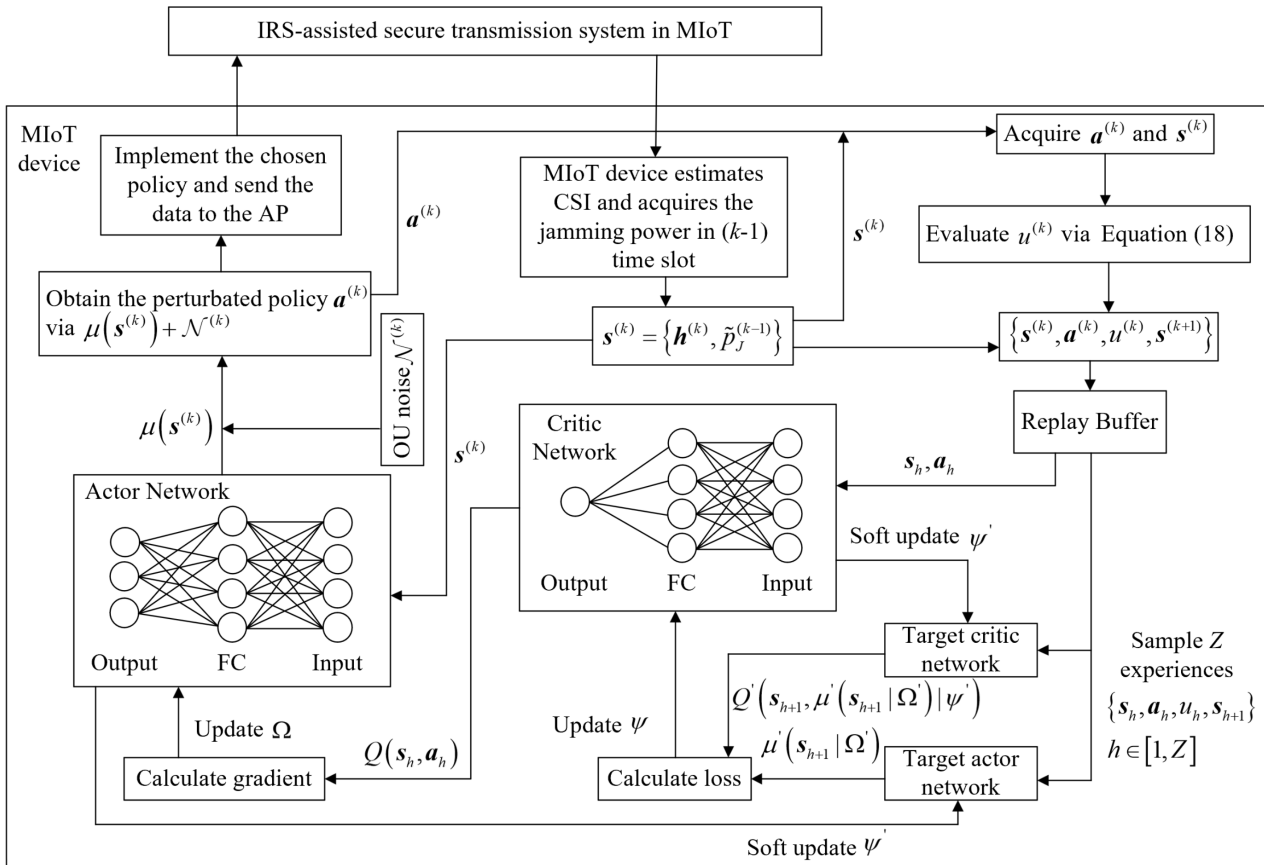 IRS-assisted secure transmission system in MIoT
MIoT
device
Implement the chosen
policy and send the
data to the AP
𝒂^(k)
MIoT device estimates
CSI and acquires the
jamming power in (k-1)
time slot
𝒔^(k)
Acquire 𝒂^(k) and 𝒔^(k)
Evaluate u^(k) via Equation (18)
Obtain the perturbated policy 𝒂^(k)
via μ(𝒔^(k)) + 𝒩^(k)
OU noise 𝒩^(k)
𝒔^(k) = {𝒉^(k), p̃_J^(k−1)}
{𝒔^(k), 𝒂^(k), u^(k), 𝒔^(k+1)}
Replay Buffer
μ(𝒔^(k))
𝒔^(k)
Critic
Network
Output FC Input
𝒔_h, 𝒂_h
Actor Network
Output FC Input
Soft update ψ'
Target critic
network
Sample Z
experiences
{𝒔_h, 𝒂_h, u_h, 𝒔_{h+1}}
h ∈ [1, Z]
Q'(𝒔_{h+1}, μ'(𝒔_{h+1} | Ω') | ψ')
Update ψ
μ'(𝒔_{h+1} | Ω')
Update Ω
Q(𝒔_h, 𝒂_h)
Calculate gradient
Calculate loss
Target actor
network
Soft update ψ'